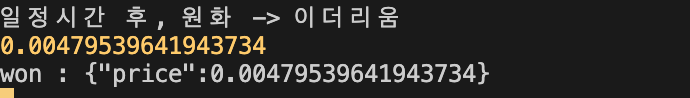 일정시간 후, 원화 -> 이더리움
0.00479539641943734
won : {"price":0.00479539641943734}